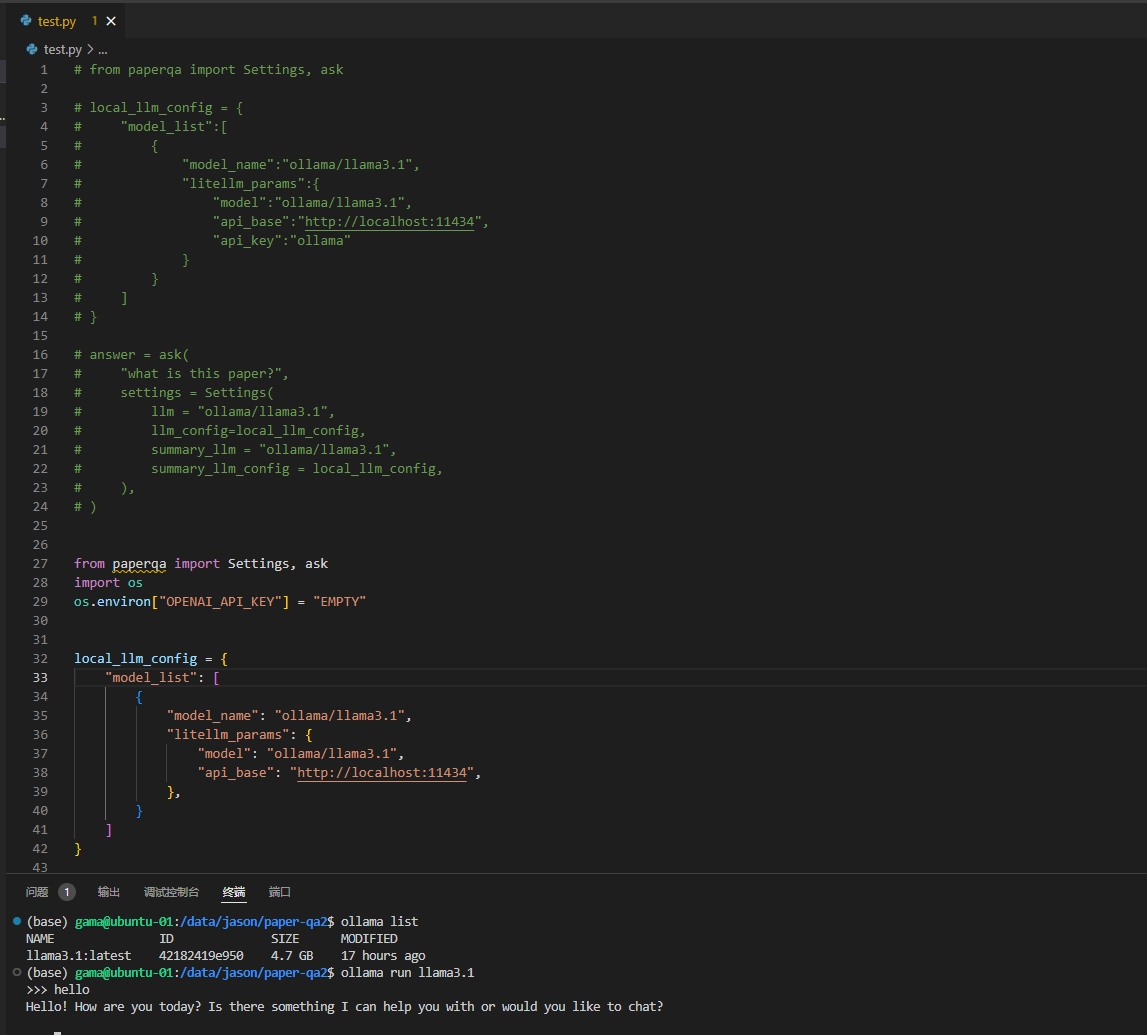 test.py 1
test.py > ...
1 # from paperqa import Settings, ask
2
3 # local_llm_config = {
4 #     "model_list":[
5 #         {
6 #             "model_name":"ollama/llama3.1",
7 #             "litellm_params":{
8 #                 "model":"ollama/llama3.1",
9 #                 "api_base":"http://localhost:11434",
10 #                 "api_key":"ollama"
11 #             }
12 #         }
13 #     ]
14 # }
15
16 # answer = ask(
17 #     "what is this paper?",
18 #     settings = Settings(
19 #         llm = "ollama/llama3.1",
20 #         llm_config=local_llm_config,
21 #         summary_llm = "ollama/llama3.1",
22 #         summary_llm_config = local_llm_config,
23 #     ),
24 # )
25
26
27 from paperqa import Settings, ask
28 import os
29 os.environ["OPENAI_API_KEY"] = "EMPTY"
30
31
32 local_llm_config = {
33     "model_list": [
34         {
35             "model_name": "ollama/llama3.1",
36             "litellm_params": {
37                 "model": "ollama/llama3.1",
38                 "api_base": "http://localhost:11434",
39             },
40         }
41     ]
42 }
43
问题 1 输出 调试控制台 终端 端口
(base) gama@ubuntu-01:/data/jason/paper-qa2$ ollama list
NAME ID SIZE MODIFIED
llama3.1:latest 42182419e950 4.7 GB 17 hours ago
(base) gama@ubuntu-01:/data/jason/paper-qa2$ ollama run llama3.1
>>> hello
Hello! How are you today? Is there something I can help you with or would you like to chat?